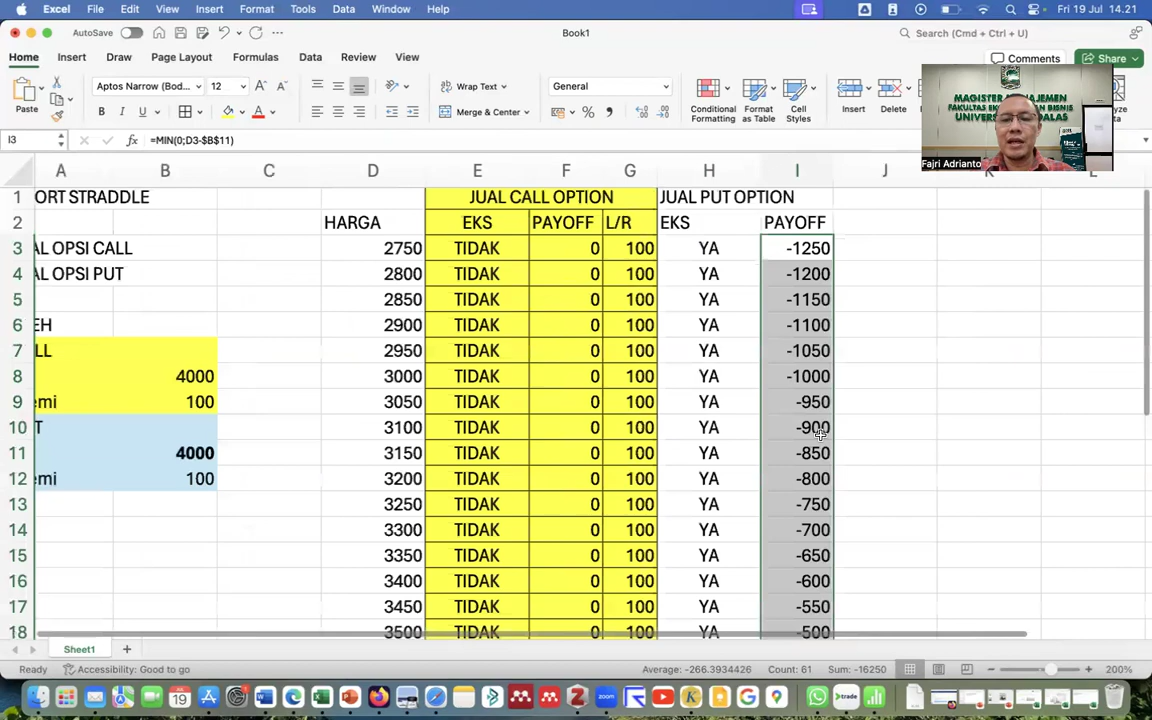 Excel File Edit View Insert Format Tools Data Window Help Fri 19 Jul 14.21
AutoSave Book1 Search (Cmd + Ctrl + U)
Home Insert Draw Page Layout Formulas Data Review View Comments Share
Paste Aptos Narrow (Bod... 12 Wrap Text Merge & Center General Conditional Formatting Format as Table Cell Styles Insert Delete
MAGISTER MANAJEMEN
Fajri Adrianto
I3 fx =MIN(0;D3-$B$11)
A B C D E F G H I J
1 ORT STRADDLE JUAL CALL OPTION JUAL PUT OPTION
2 HARGA EKS PAYOFF L/R EKS PAYOFF
3 AL OPSI CALL 2750 TIDAK 0 100 YA -1250
4 AL OPSI PUT 2800 TIDAK 0 100 YA -1200
5 2850 TIDAK 0 100 YA -1150
6 EH 2900 TIDAK 0 100 YA -1100
7 LL 2950 TIDAK 0 100 YA -1050
8 4000 3000 TIDAK 0 100 YA -1000
9 emi 100 3050 TIDAK 0 100 YA -950
10 T 3100 TIDAK 0 100 YA -900
11 4000 3150 TIDAK 0 100 YA -850
12 emi 100 3200 TIDAK 0 100 YA -800
13 3250 TIDAK 0 100 YA -750
14 3300 TIDAK 0 100 YA -700
15 3350 TIDAK 0 100 YA -650
16 3400 TIDAK 0 100 YA -600
17 3450 TIDAK 0 100 YA -550
18 3500 TIDAK 0 100 YA -500
Sheet1
Ready Accessibility: Good to go Average: -266.3934426 Count: 61 Sum: -16250 200%